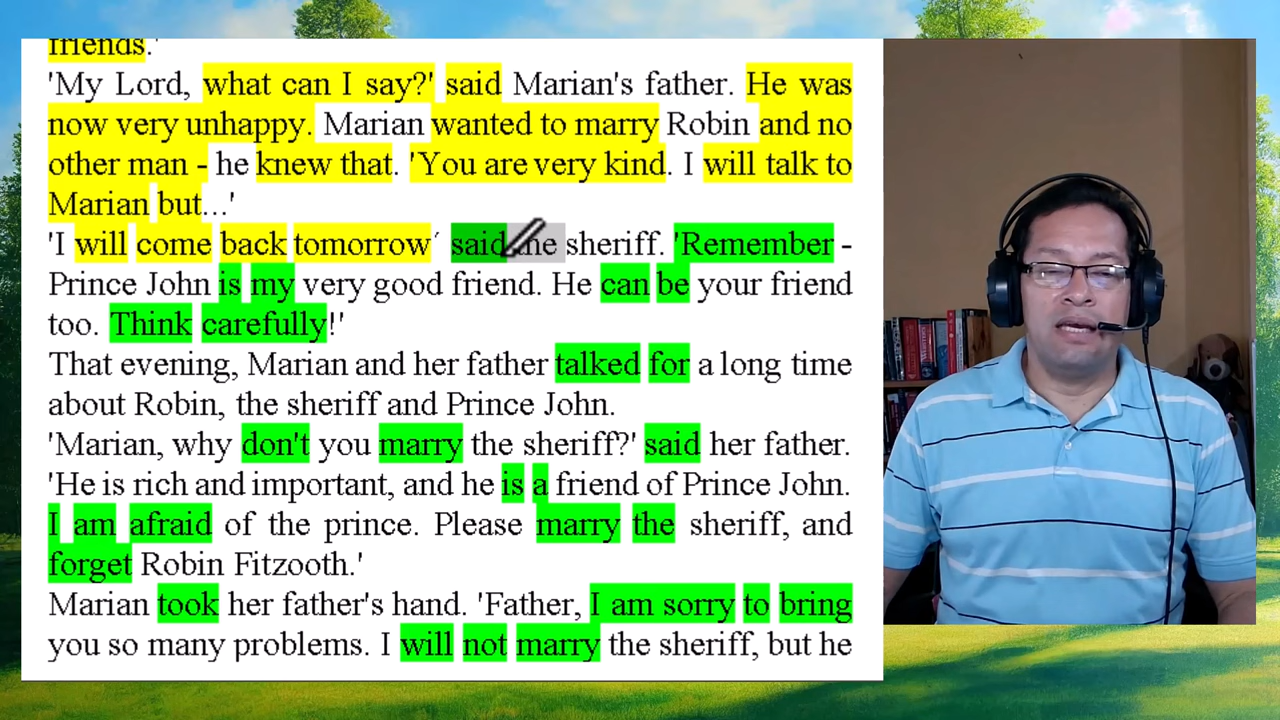 friends.'
'My Lord, what can I say?' said Marian's father. He was
now very unhappy. Marian wanted to marry Robin and no
other man - he knew that. 'You are very kind. I will talk to
Marian but...'
'I will come back tomorrow´ said the sheriff. 'Remember -
Prince John is my very good friend. He can be your friend
too. Think carefully!'
That evening, Marian and her father talked for a long time
about Robin, the sheriff and Prince John.
'Marian, why don't you marry the sheriff?' said her father.
'He is rich and important, and he is a friend of Prince John.
I am afraid of the prince. Please marry the sheriff, and
forget Robin Fitzooth.'
Marian took her father's hand. 'Father, I am sorry to bring
you so many problems. I will not marry the sheriff, but he